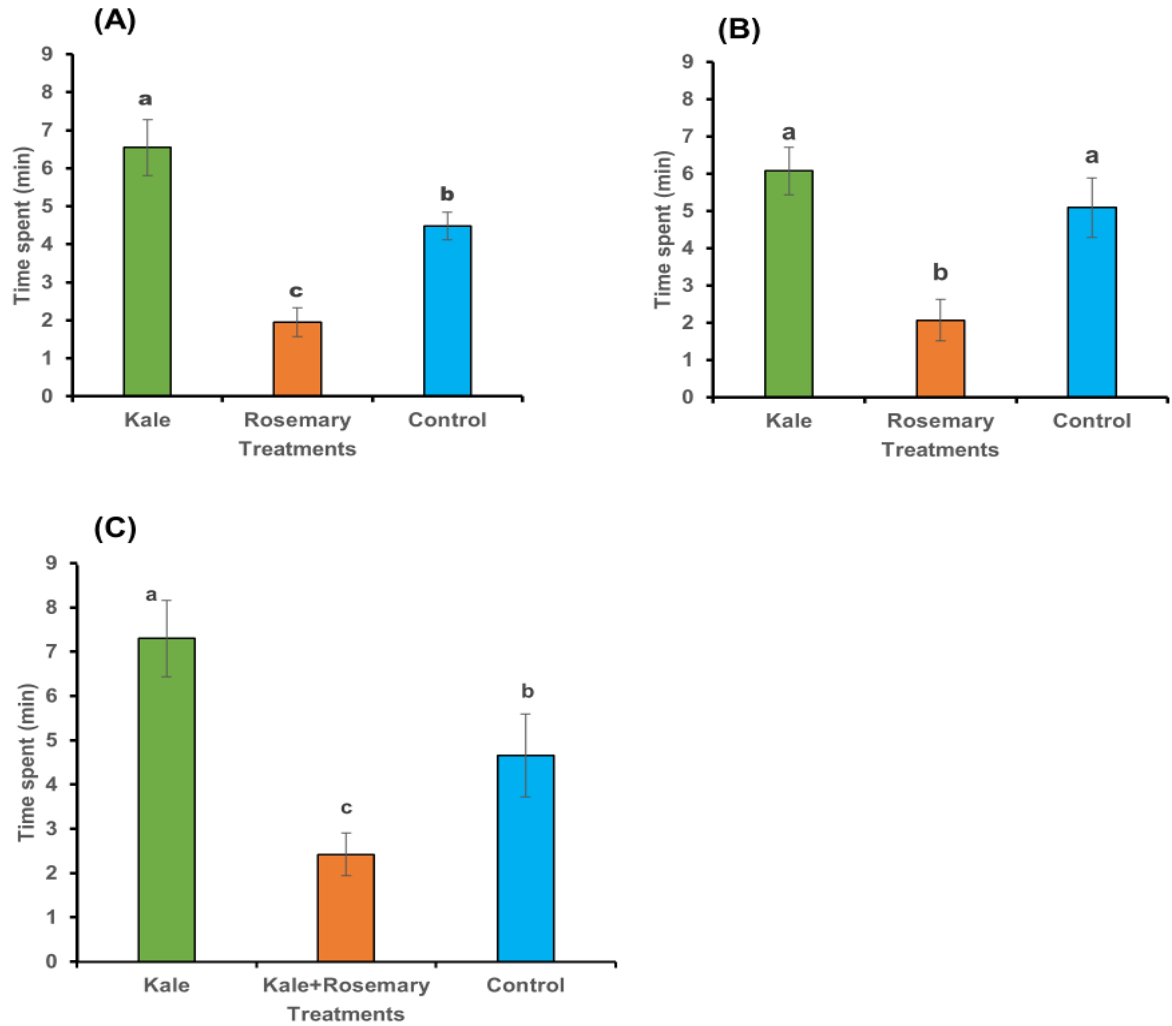 (A)
Time spent (min)
9
8
7
6
5
4
3
2
1
0
a
c
b
Kale Rosemary Control
Treatments
(B)
Time spent (min)
9
8
7
6
5
4
3
2
1
0
a
b
a
Kale Rosemary Control
Treatments
(C)
Time spent (min)
9
8
7
6
5
4
3
2
1
0
a
c
b
Kale Kale+Rosemary Control
Treatments